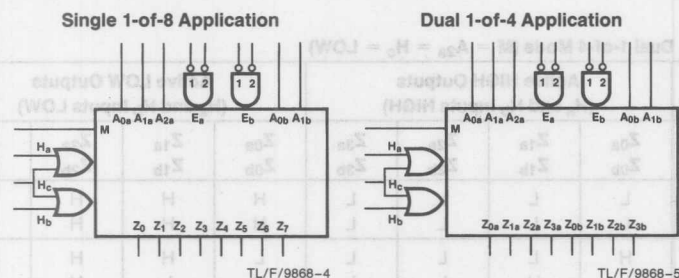 Single 1-of-8 Application
A0a A1a A2a Ea Eb A0b A1b
1 2 1 2
M
Ha
Hc
Hb
Z0 Z1 Z2 Z3 Z4 Z5 Z6 Z7
TL/F/9868-4
Dual 1-of-4 Application
A0a A1a A2a Ea Eb A0b A1b
1 2 1 2
M
Ha
Hc
Hb
Z0a Z1a Z2a Z3a Z0b Z1b Z2b Z3b
TL/F/9868-5